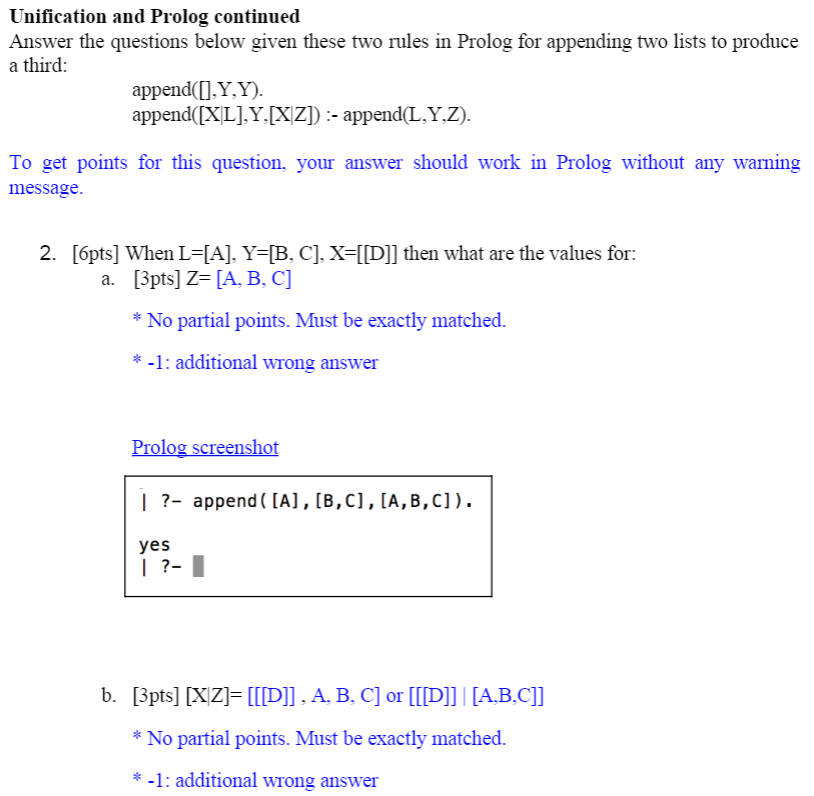 Unification and Prolog continued
Answer the questions below given these two rules in Prolog for appending two lists to produce
a third:
append([],Y,Y).
append([X|L],Y,[X|Z]) :- append(L,Y,Z).
To get points for this question, your answer should work in Prolog without any warning
message.
2. [6pts] When L=[A], Y=[B, C], X=[[D]] then what are the values for:
a. [3pts] Z= [A, B, C]
* No partial points. Must be exactly matched.
* -1: additional wrong answer
Prolog screenshot
| ?- append([A],[B,C],[A,B,C]).
yes
| ?-
b. [3pts] [X|Z]= [[[D]] , A, B, C] or [[[D]] | [A,B,C]]
* No partial points. Must be exactly matched.
* -1: additional wrong answer